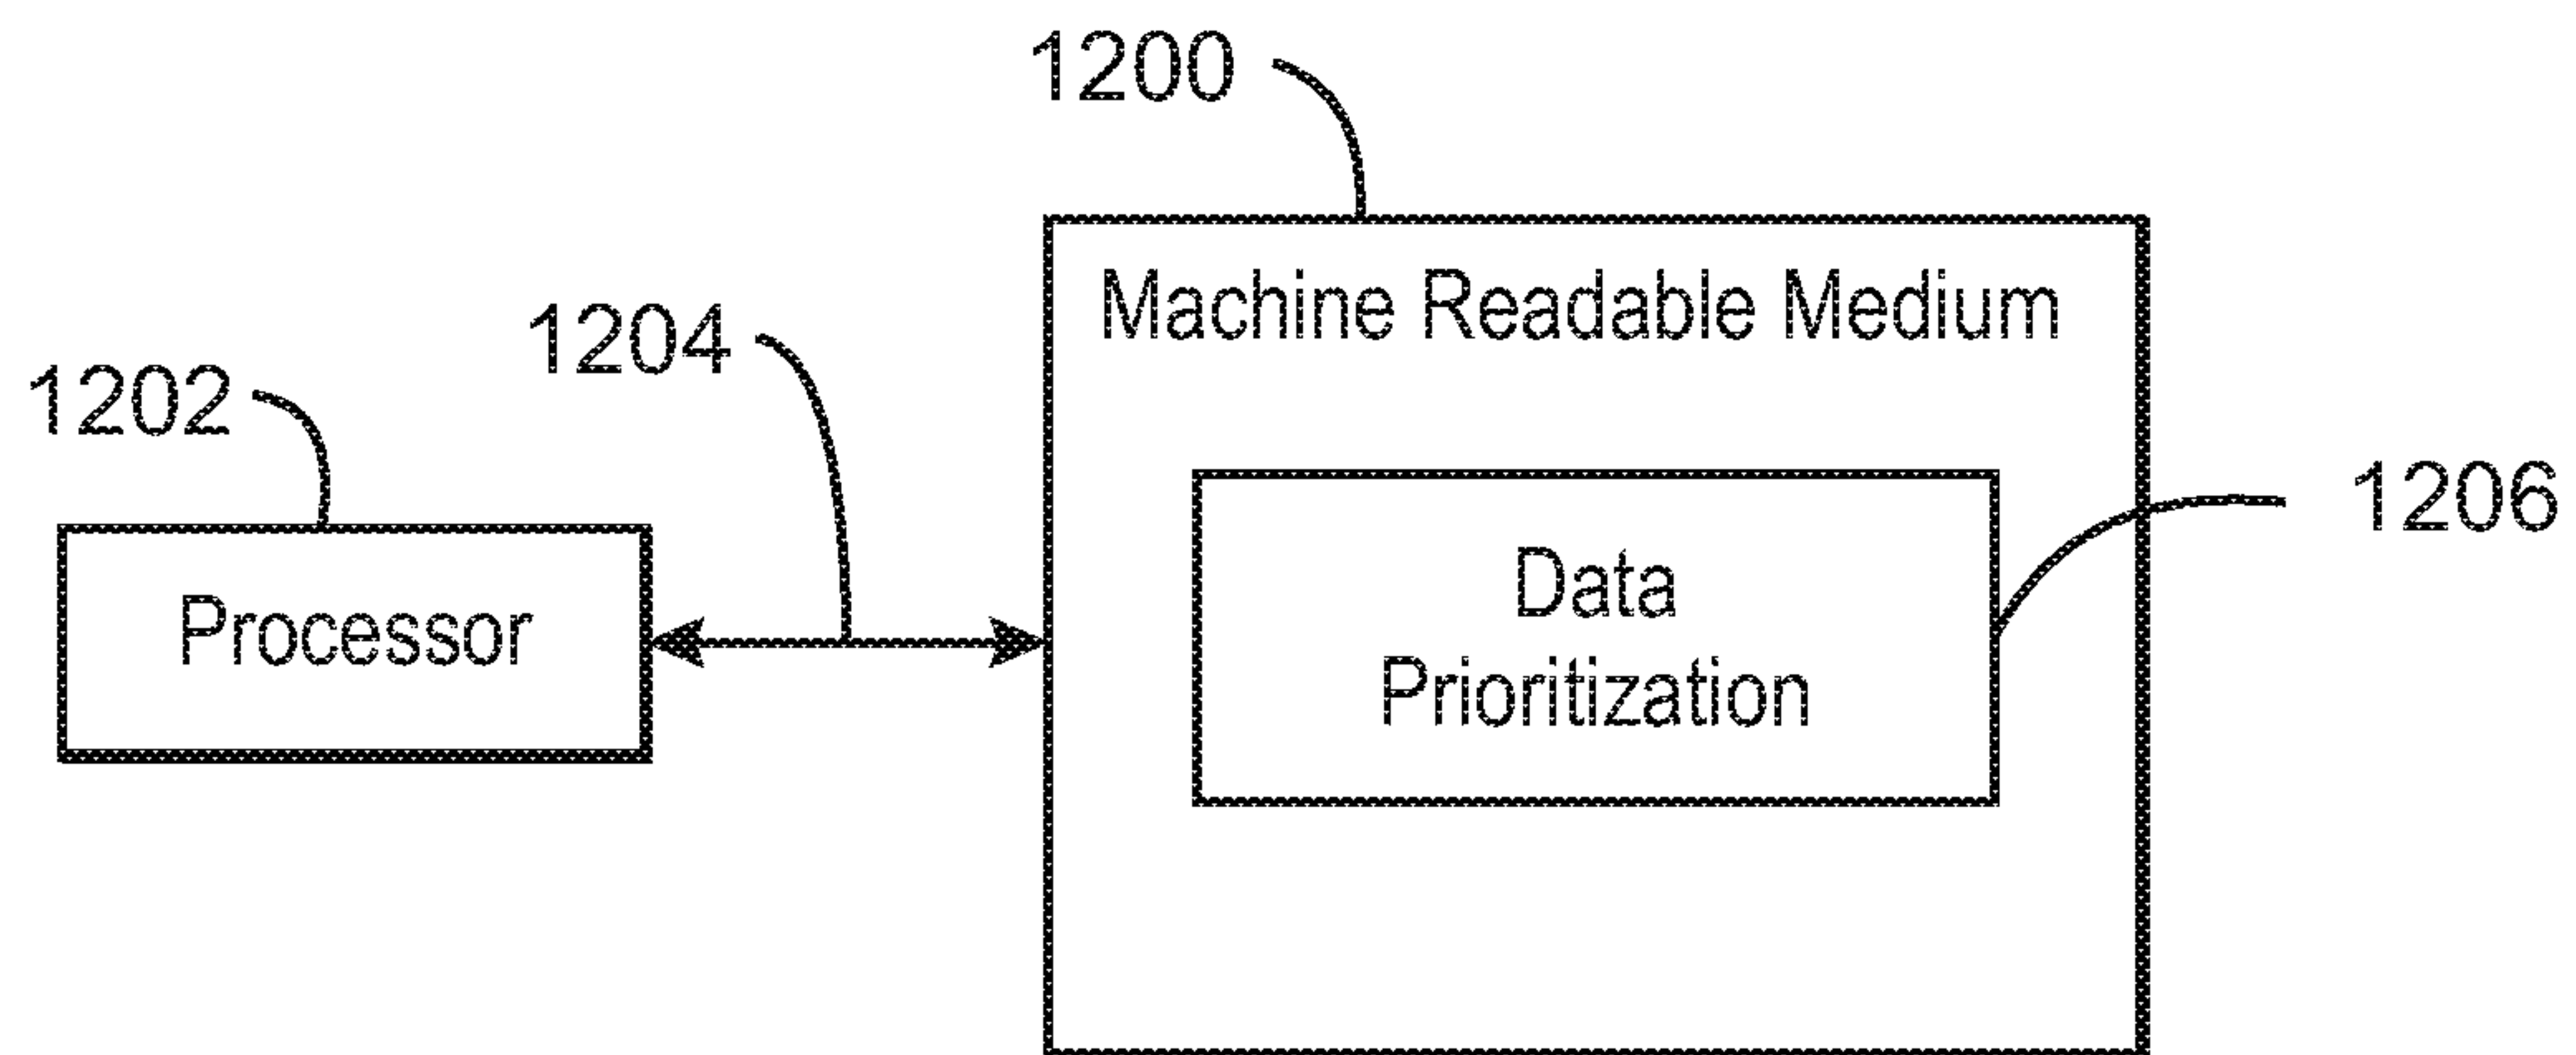 1200
Machine Readable Medium
1204
1202
1206
Data
Prioritization
Processor